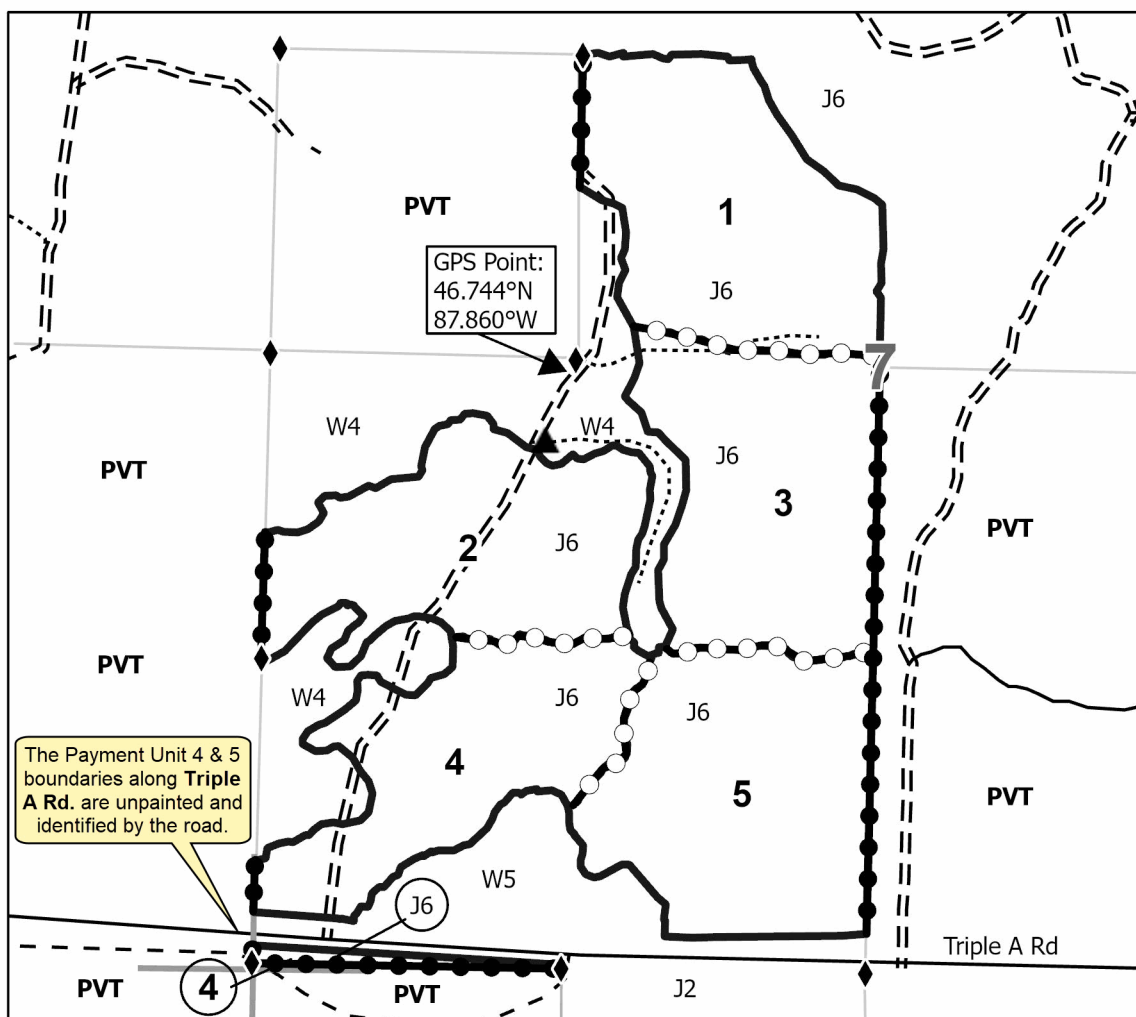 J6
PVT
1
GPS Point:
46.744°N
87.860°W
J6
7
W4
W4
J6
PVT
3
PVT
2
J6
PVT
W4
J6
J6
The Payment Unit 4 & 5
boundaries along Triple
A Rd. are unpainted and
identified by the road.
4
5
PVT
W5
J6
Triple A Rd
PVT
4
PVT
J2